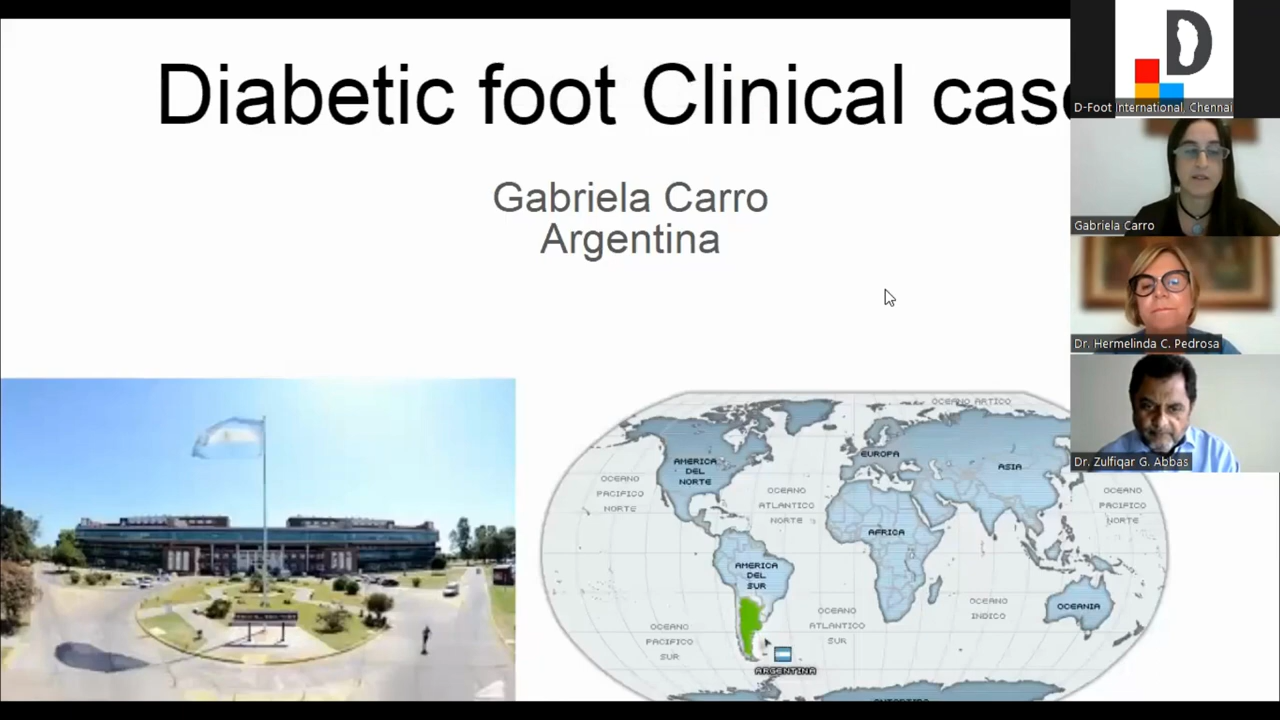 Diabetic foot Clinical case
Gabriela Carro
Argentina
D
D-Foot International, Chennai
Gabriela Carro
Dr. Hermelinda C. Pedrosa
Dr. Zulfiqar G. Abbas
OCEANO ARTICO
AMERICA
DEL
NORTE
EUROPA
ASIA
OCEANO
PACIFICO
NORTE
OCEANO
ATLANTICO
NORTE
OCEANO
PACIFICO
NORTE
AFRICA
AMERICA
DEL
SUR
OCEANO
PACIFICO
SUR
OCEANO
ATLANTICO
SUR
OCEANO
INDICO
OCEANIA
ARGENTINA